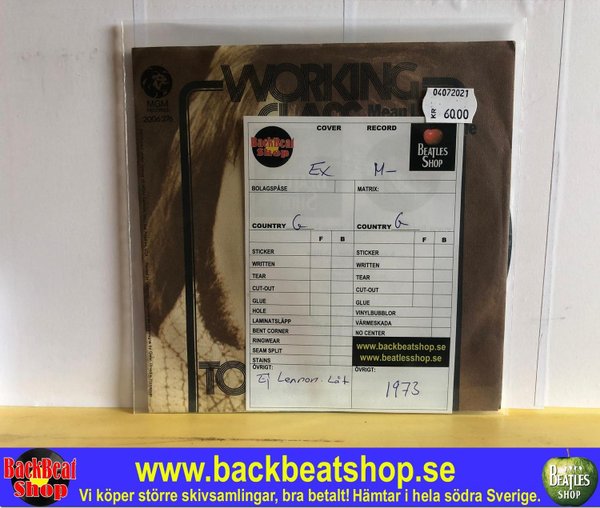 WORKING
CLASS
MGM
RECORDS
2006 376
04072021
KR 60.00
COVER RECORD
BackBeat
Shop
BEATLES
SHOP
EX M-
BOLAGSPÅSE MATRIX:
COUNTRY G COUNTRY G
F B F B
STICKER STICKER
WRITTEN WRITTEN
TEAR TEAR
CUT-OUT CUT-OUT
GLUE GLUE
HOLE VINYLBUBBLOR
LAMINATSLÄPP VÄRMESKADA
BENT CORNER NO CENTER
RINGWEAR www.backbeatshop.se
SEAM SPLIT www.beatlesshop.se
STAINS
ÖVRIGT: ÖVRIGT:
Ej Lennon-Låt 1973
TO
BackBeat
Shop
www.backbeatshop.se
Vi köper större skivsamlingar, bra betalt! Hämtar i hela södra Sverige.
BEATLES
SHOP